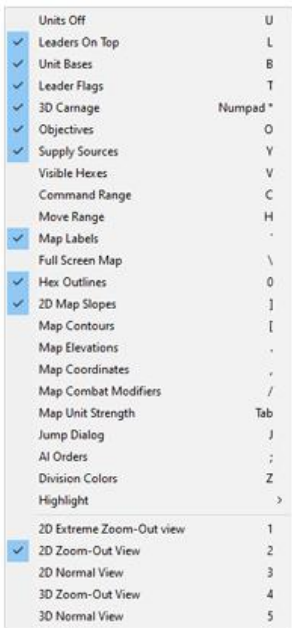 Units Off U
Leaders On Top L
Unit Bases B
Leader Flags T
3D Carnage Numpad *
Objectives O
Supply Sources Y
Visible Hexes V
Command Range C
Move Range H
Map Labels `
Full Screen Map \
Hex Outlines 0
2D Map Slopes ]
Map Contours [
Map Elevations .
Map Coordinates ,
Map Combat Modifiers /
Map Unit Strength Tab
Jump Dialog J
AI Orders ;
Division Colors Z
Highlight >
2D Extreme Zoom-Out view 1
2D Zoom-Out View 2
2D Normal View 3
3D Zoom-Out View 4
3D Normal View 5